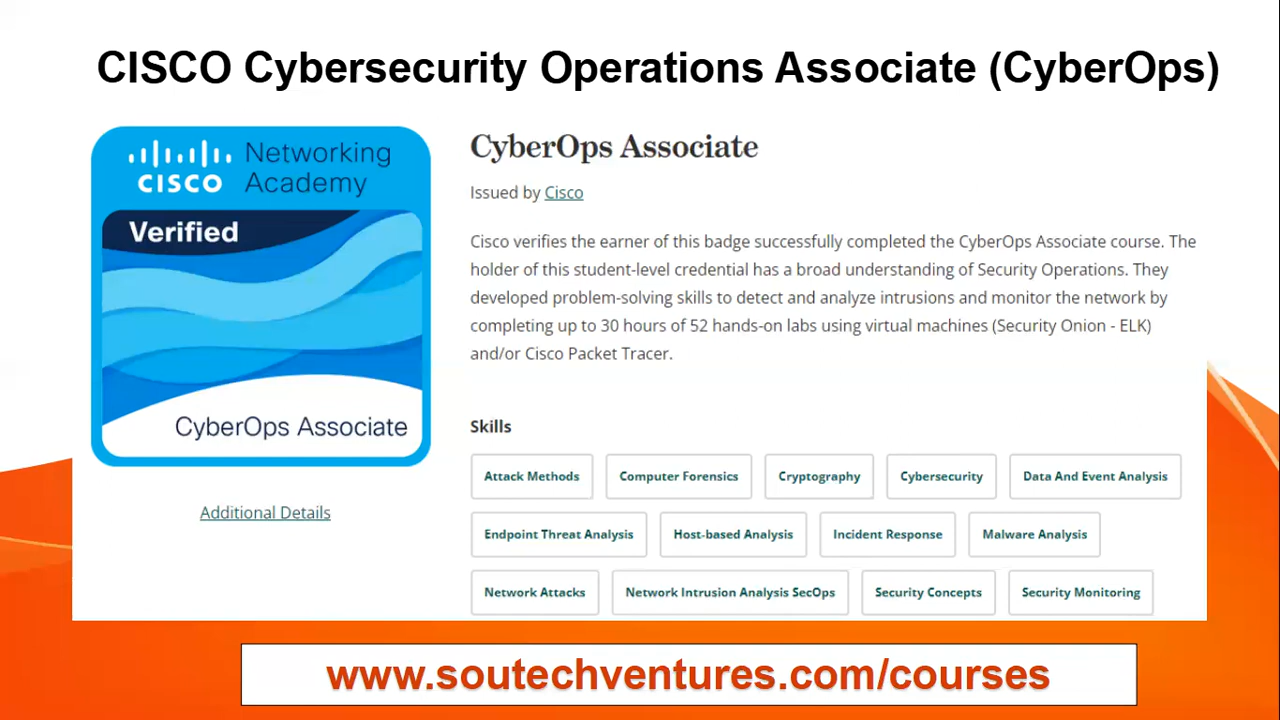 CISCO Cybersecurity Operations Associate (CyberOps)
CISCO
Networking
Academy
Verified
CyberOps Associate
Additional Details
CyberOps Associate
Issued by Cisco
Cisco verifies the earner of this badge successfully completed the CyberOps Associate course. The
holder of this student-level credential has a broad understanding of Security Operations. They
developed problem-solving skills to detect and analyze intrusions and monitor the network by
completing up to 30 hours of 52 hands-on labs using virtual machines (Security Onion - ELK)
and/or Cisco Packet Tracer.
Skills
Attack Methods Computer Forensics Cryptography Cybersecurity Data And Event Analysis
Endpoint Threat Analysis Host-based Analysis Incident Response Malware Analysis
Network Attacks Network Intrusion Analysis SecOps Security Concepts Security Monitoring
www.soutechventures.com/courses